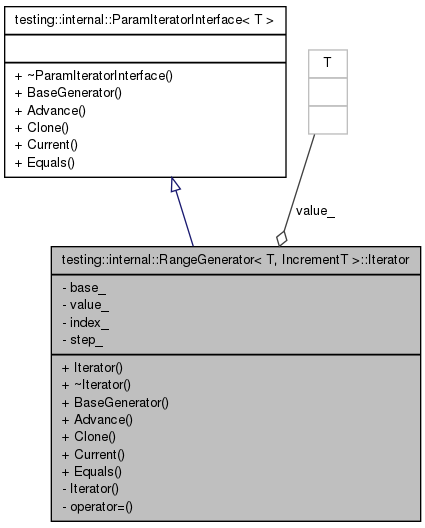 testing::internal::ParamIteratorInterface< T >
+ ~ParamIteratorInterface()
+ BaseGenerator()
+ Advance()
+ Clone()
+ Current()
+ Equals()
T
value_
testing::internal::RangeGenerator< T, IncrementT >::Iterator
- base_
- value_
- index_
- step_
+ Iterator()
+ ~Iterator()
+ BaseGenerator()
+ Advance()
+ Clone()
+ Current()
+ Equals()
- Iterator()
- operator=()